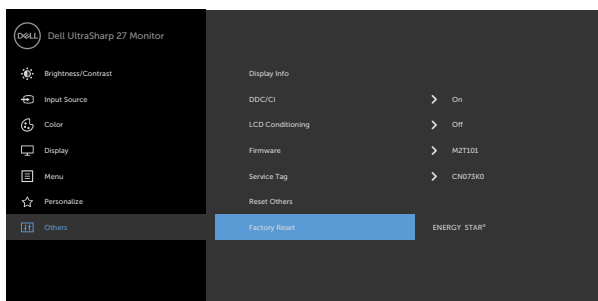 DELL Dell UltraSharp 27 Monitor
Brightness/Contrast Display Info
Input Source DDC/CI On
Color LCD Conditioning Off
Display Firmware M2T101
Menu Service Tag CN073K0
Personalize Reset Others
Others Factory Reset ENERGY STAR®